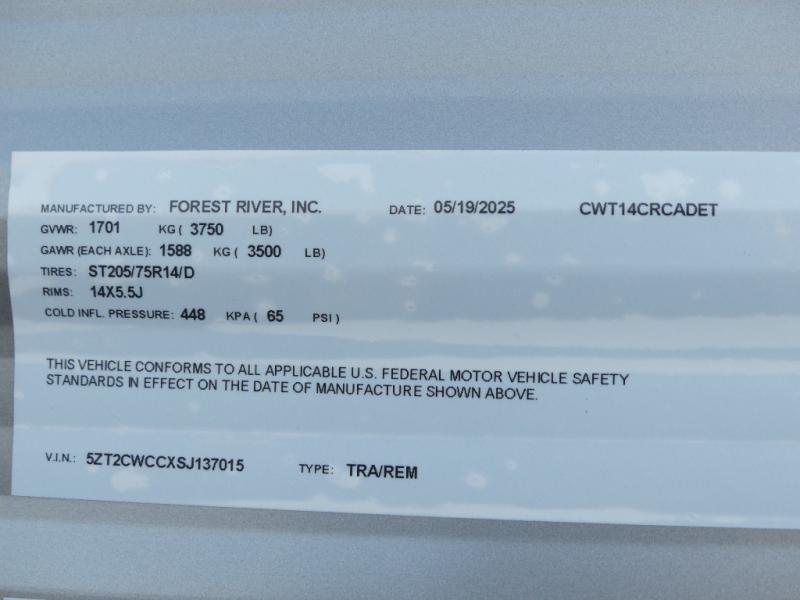 MANUFACTURED BY: FOREST RIVER, INC. DATE: 05/19/2025 CWT14CRCADET
GVWR: 1701 KG ( 3750 LB)
GAWR (EACH AXLE): 1588 KG ( 3500 LB)
TIRES: ST205/75R14/D
RIMS: 14X5.5J
COLD INFL. PRESSURE: 448 KPA ( 65 PSI )
THIS VEHICLE CONFORMS TO ALL APPLICABLE U.S. FEDERAL MOTOR VEHICLE SAFETY
STANDARDS IN EFFECT ON THE DATE OF MANUFACTURE SHOWN ABOVE.
V.I.N.: 5ZT2CWCCXSJ137015 TYPE: TRA/REM